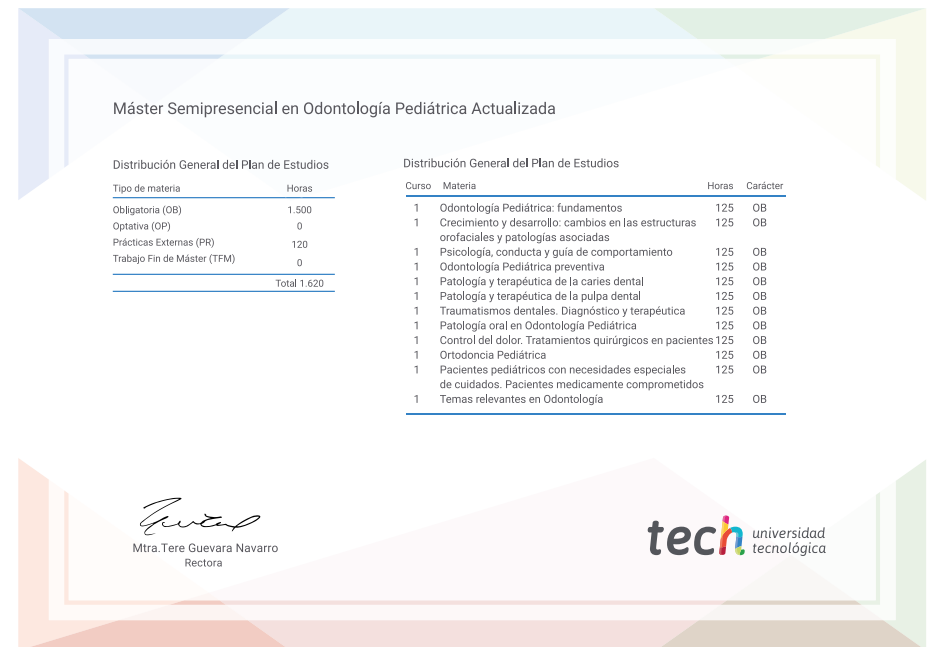 Máster Semipresencial en Odontología Pediátrica Actualizada
Distribución General del Plan de Estudios
Tipo de materia Horas
Obligatoria (OB) 1.500
Optativa (OP) 0
Prácticas Externas (PR) 120
Trabajo Fin de Máster (TFM) 0
Total 1.620
Distribución General del Plan de Estudios
Curso Materia Horas Carácter
1 Odontología Pediátrica: fundamentos 125 OB
1 Crecimiento y desarrollo: cambios en las estructuras 125 OB
orofaciales y patologías asociadas
1 Psicología, conducta y guía de comportamiento 125 OB
1 Odontología Pediátrica preventiva 125 OB
1 Patología y terapéutica de la caries dental 125 OB
1 Patología y terapéutica de la pulpa dental 125 OB
1 Traumatismos dentales. Diagnóstico y terapéutica 125 OB
1 Patología oral en Odontología Pediátrica 125 OB
1 Control del dolor. Tratamientos quirúrgicos en pacientes 125 OB
1 Ortodoncia Pediátrica 125 OB
1 Pacientes pediátricos con necesidades especiales 125 OB
de cuidados. Pacientes medicamente comprometidos
1 Temas relevantes en Odontología 125 OB
Mtra.Tere Guevara Navarro
Rectora
tech universidad
tecnológica